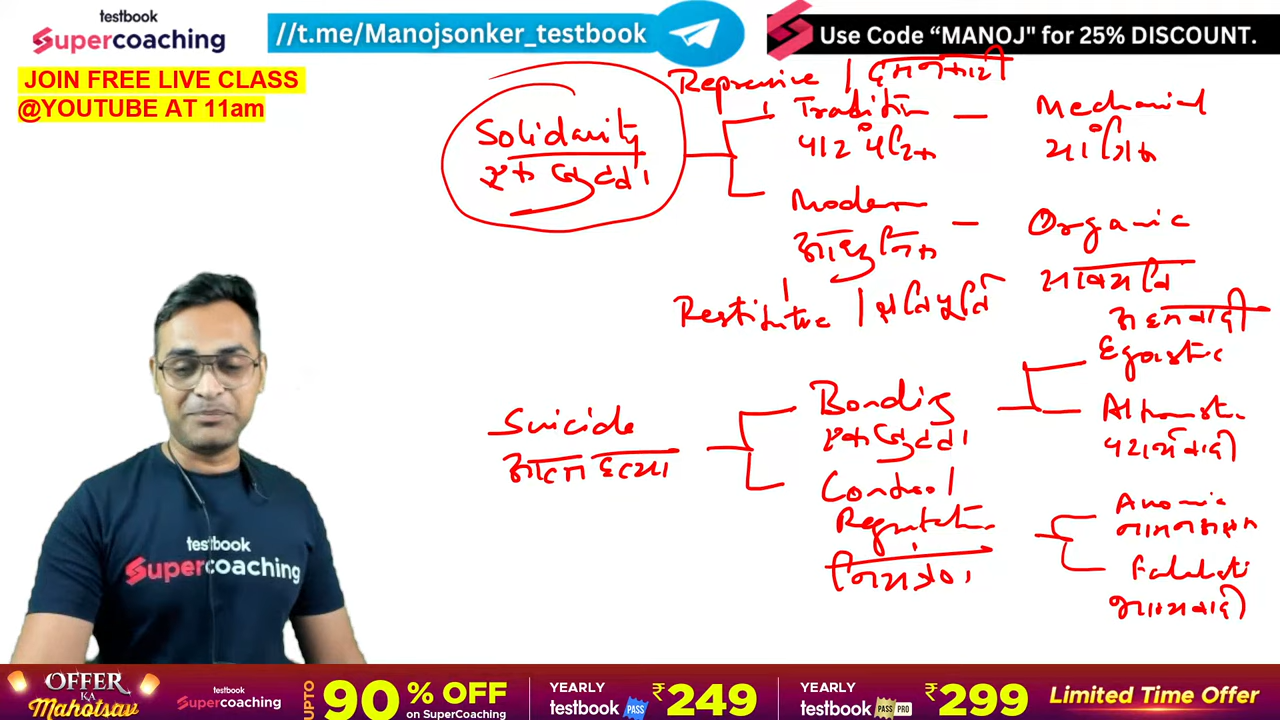 testbook
Supercoaching
//t.me/Manojsonker_testbook
Use Code “MANOJ" for 25% DISCOUNT.
JOIN FREE LIVE CLASS
@YOUTUBE AT 11am
Repressive / दमनकारी
Solidarity
एकजुटता
Tradition — Mechanical
पारंपरिक यांत्रिक
Modern — Organic
आधुनिक सावयवि
Restitutive / क्षतिपूर्ति
अहमवादी
Egoistic
Suicide
आत्महत्या
Bonding
एकजुटता
Altruistic
परार्थवादी
Control
Regulation
नियंत्रण
Anomic
Fatalistic
भाग्यवादी
testbook
Supercoaching
OFFER
KA
Mahotsav
testbook
Supercoaching
UPTO
90% OFF
on SuperCoaching
YEARLY
testbook PASS
₹249
YEARLY
testbook PASS PRO
₹299
Limited Time Offer